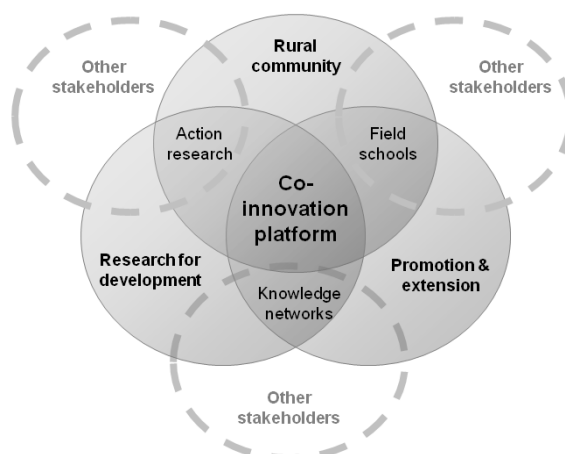 Rural
community
Other
stakeholders
Other
stakeholders
Action
research
Field
schools
Co-
innovation
platform
Research for
development
Promotion &
extension
Knowledge
networks
Other
stakeholders